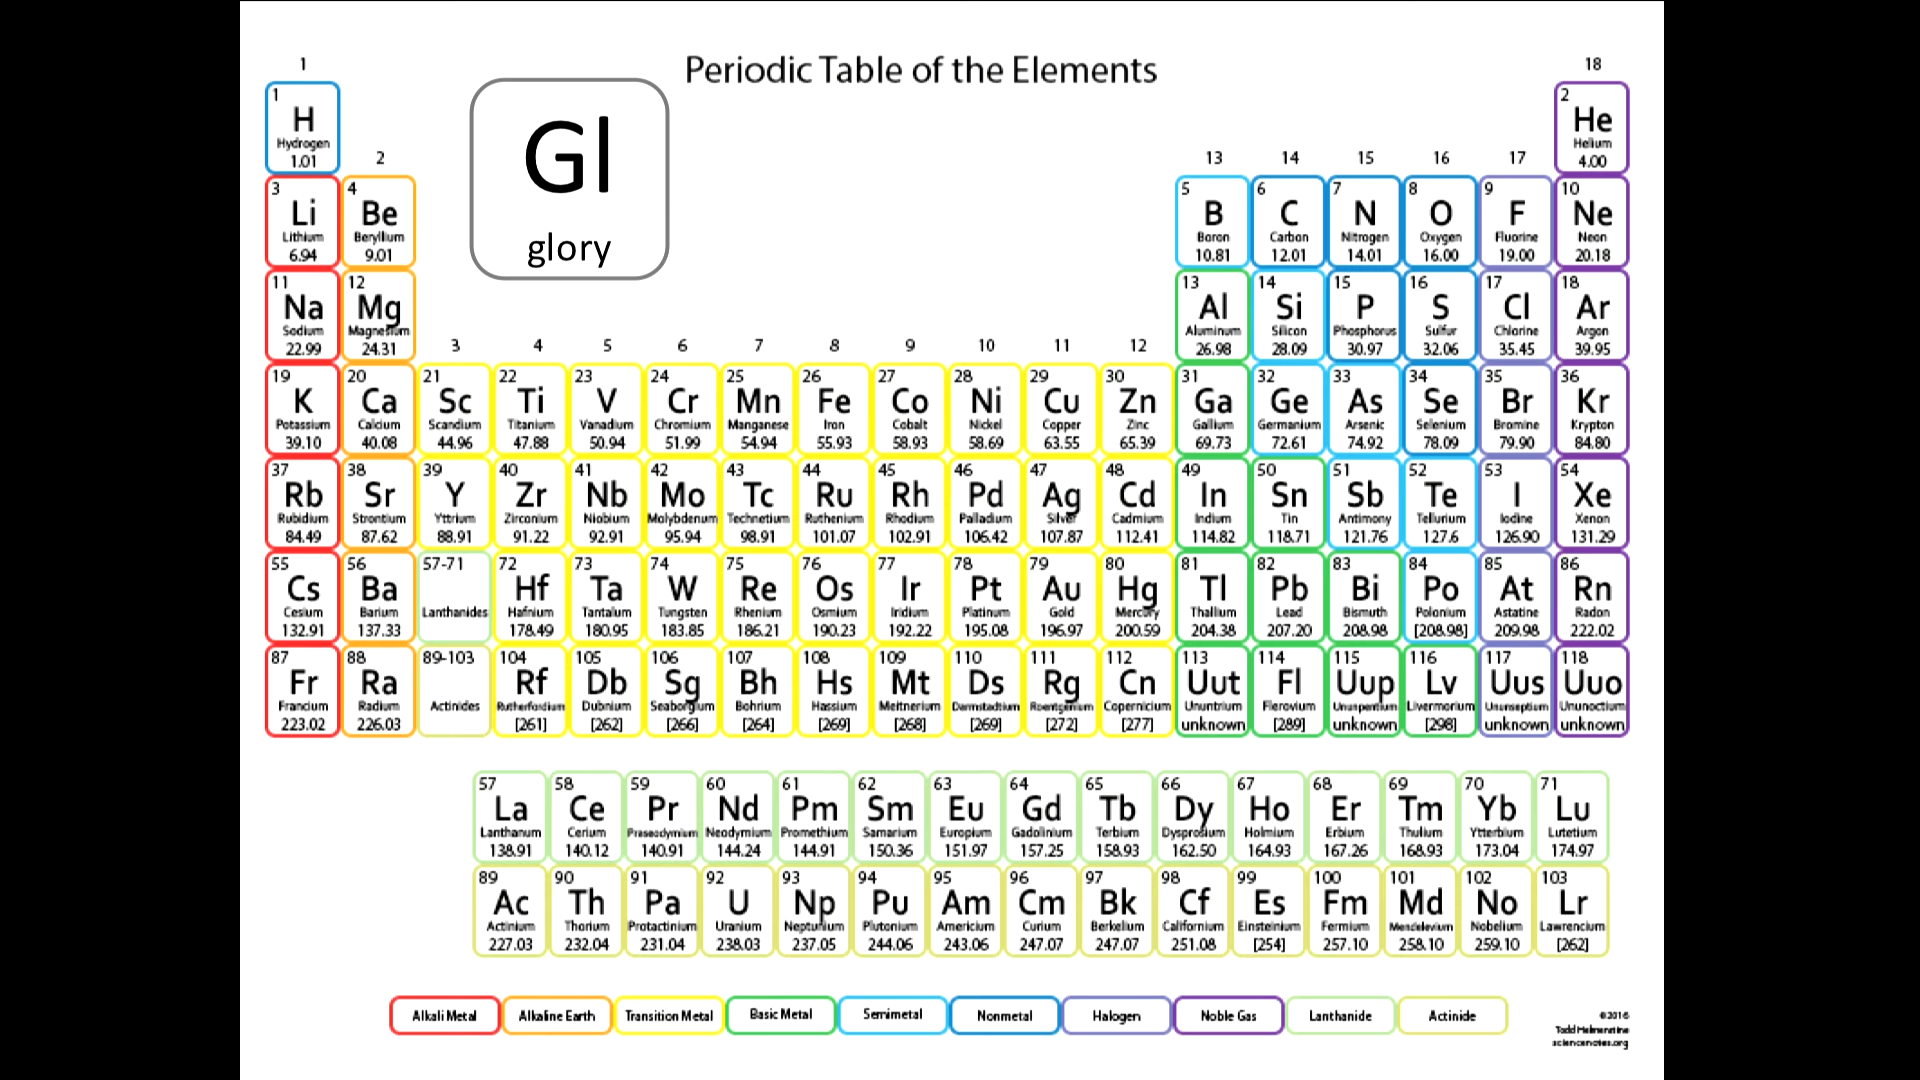 Periodic Table of the Elements
1 18
Gl
glory
1 2
H He
Hydrogen Helium
1.01 4.00
2 13 14 15 16 17
3 4 5 6 7 8 9 10
Li Be B C N O F Ne
Lithium Beryllium Boron Carbon Nitrogen Oxygen Fluorine Neon
6.94 9.01 10.81 12.01 14.01 16.00 19.00 20.18
11 12 13 14 15 16 17 18
Na Mg Al Si P S Cl Ar
Sodium Magnesium Aluminum Silicon Phosphorus Sulfur Chlorine Argon
22.99 24.31 26.98 28.09 30.97 32.06 35.45 39.95
3 4 5 6 7 8 9 10 11 12
19 20 21 22 23 24 25 26 27 28 29 30 31 32 33 34 35 36
K Ca Sc Ti V Cr Mn Fe Co Ni Cu Zn Ga Ge As Se Br Kr
Potassium Calcium Scandium Titanium Vanadium Chromium Manganese Iron Cobalt Nickel Copper Zinc Gallium Germanium Arsenic Selenium Bromine Krypton
39.10 40.08 44.96 47.88 50.94 51.99 54.94 55.93 58.93 58.69 63.55 65.39 69.73 72.61 74.92 78.09 79.90 84.80
37 38 39 40 41 42 43 44 45 46 47 48 49 50 51 52 53 54
Rb Sr Y Zr Nb Mo Tc Ru Rh Pd Ag Cd In Sn Sb Te I Xe
Rubidium Strontium Yttrium Zirconium Niobium Molybdenum Technetium Ruthenium Rhodium Palladium Silver Cadmium Indium Tin Antimony Tellurium Iodine Xenon
84.49 87.62 88.91 91.22 92.91 95.94 98.91 101.07 102.91 106.42 107.87 112.41 114.82 118.71 121.76 127.6 126.90 131.29
55 56 57-71 72 73 74 75 76 77 78 79 80 81 82 83 84 85 86
Cs Ba Hf Ta W Re Os Ir Pt Au Hg Tl Pb Bi Po At Rn
Cesium Barium Lanthanides Hafnium Tantalum Tungsten Rhenium Osmium Iridium Platinum Gold Mercury Thallium Lead Bismuth Polonium Astatine Radon
132.91 137.33 178.49 180.95 183.85 186.21 190.23 192.22 195.08 196.97 200.59 204.38 207.20 208.98 [208.98] 209.98 222.02
87 88 89-103 104 105 106 107 108 109 110 111 112 113 114 115 116 117 118
Fr Ra Rf Db Sg Bh Hs Mt Ds Rg Cn Uut Fl Uup Lv Uus Uuo
Francium Radium Actinides Rutherfordium Dubnium Seaborgium Bohrium Hassium Meitnerium Darmstadtium Roentgenium Copernicium Ununtrium Flerovium Ununpentium Livermorium Ununseptium Ununoctium
223.02 226.03 [261] [262] [266] [264] [269] [268] [269] [272] [277] unknown [289] unknown [298] unknown unknown
57 58 59 60 61 62 63 64 65 66 67 68 69 70 71
La Ce Pr Nd Pm Sm Eu Gd Tb Dy Ho Er Tm Yb Lu
Lanthanum Cerium Praseodymium Neodymium Promethium Samarium Europium Gadolinium Terbium Dysprosium Holmium Erbium Thulium Ytterbium Lutetium
138.91 140.12 140.91 144.24 144.91 150.36 151.97 157.25 158.93 162.50 164.93 167.26 168.93 173.04 174.97
89 90 91 92 93 94 95 96 97 98 99 100 101 102 103
Ac Th Pa U Np Pu Am Cm Bk Cf Es Fm Md No Lr
Actinium Thorium Protactinium Uranium Neptunium Plutonium Americium Curium Berkelium Californium Einsteinium Fermium Mendelevium Nobelium Lawrencium
227.03 232.04 231.04 238.03 237.05 244.06 243.06 247.07 247.07 251.08 [254] 257.10 258.10 259.10 [262]
Alkali Metal Alkaline Earth Transition Metal Basic Metal Semimetal Nonmetal Halogen Noble Gas Lanthanide Actinide
© 2016
Todd Helmenstine
sciencenotes.org